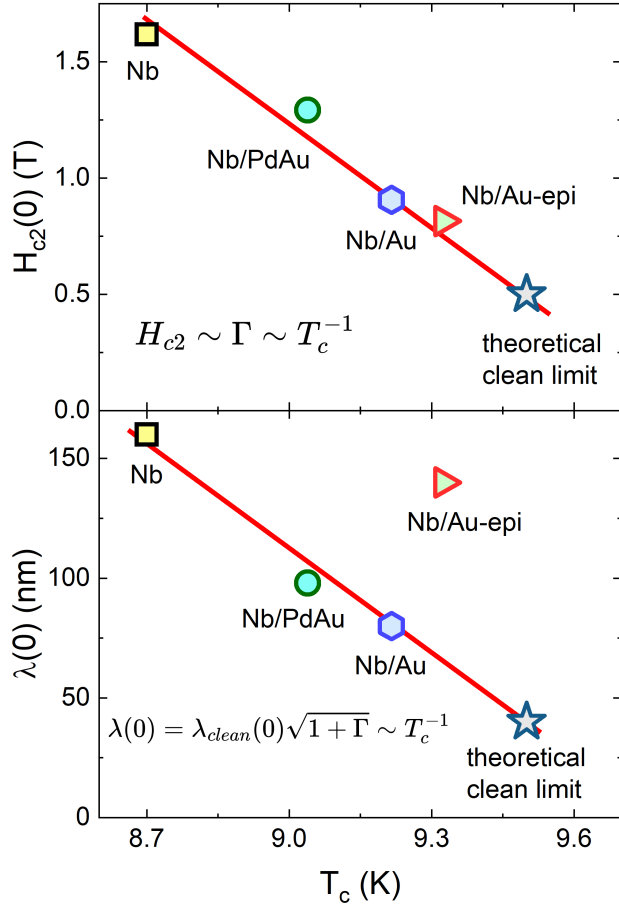 H_{c2}(0) (T)
1.5
1.0
0.5
0.0
Nb
Nb/PdAu
Nb/Au-epi
Nb/Au
theoretical
clean limit
H_{c2} ∼ Γ ∼ T_c^{-1}
λ(0) (nm)
150
100
50
0
Nb
Nb/Au-epi
Nb/PdAu
Nb/Au
λ(0) = λ_{clean}(0)√(1 + Γ) ∼ T_c^{-1}
theoretical
clean limit
8.7 9.0 9.3 9.6
T_c (K)